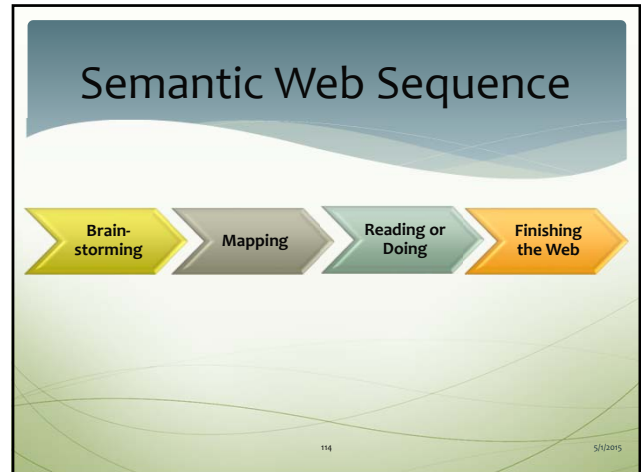 Semantic Web Sequence
Brain-
storming
Mapping
Reading or
Doing
Finishing
the Web
114
5/1/2015